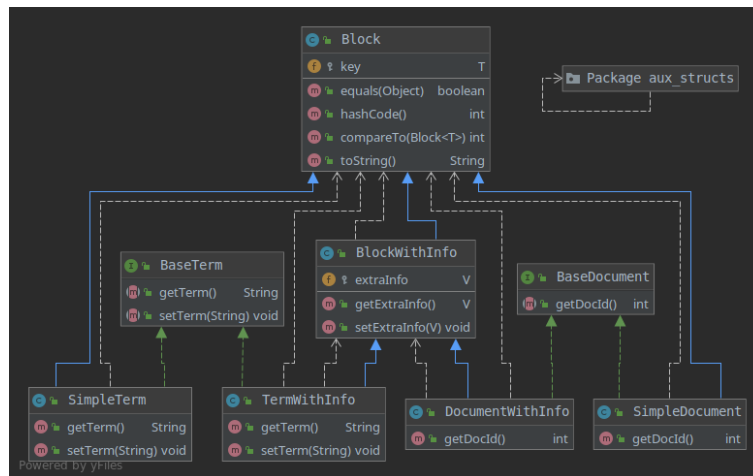 Block
key T
equals(Object) boolean
hashCode() int
compareTo(Block<T>) int
toString() String
Package aux_structs
BaseTerm
getTerm() String
setTerm(String) void
BlockWithInfo
extraInfo V
getExtraInfo() V
setExtraInfo(V) void
BaseDocument
getDocId() int
SimpleTerm
getTerm() String
setTerm(String) void
TermWithInfo
getTerm() String
setTerm(String) void
DocumentWithInfo
getDocId() int
SimpleDocument
getDocId() int
Powered by yFiles